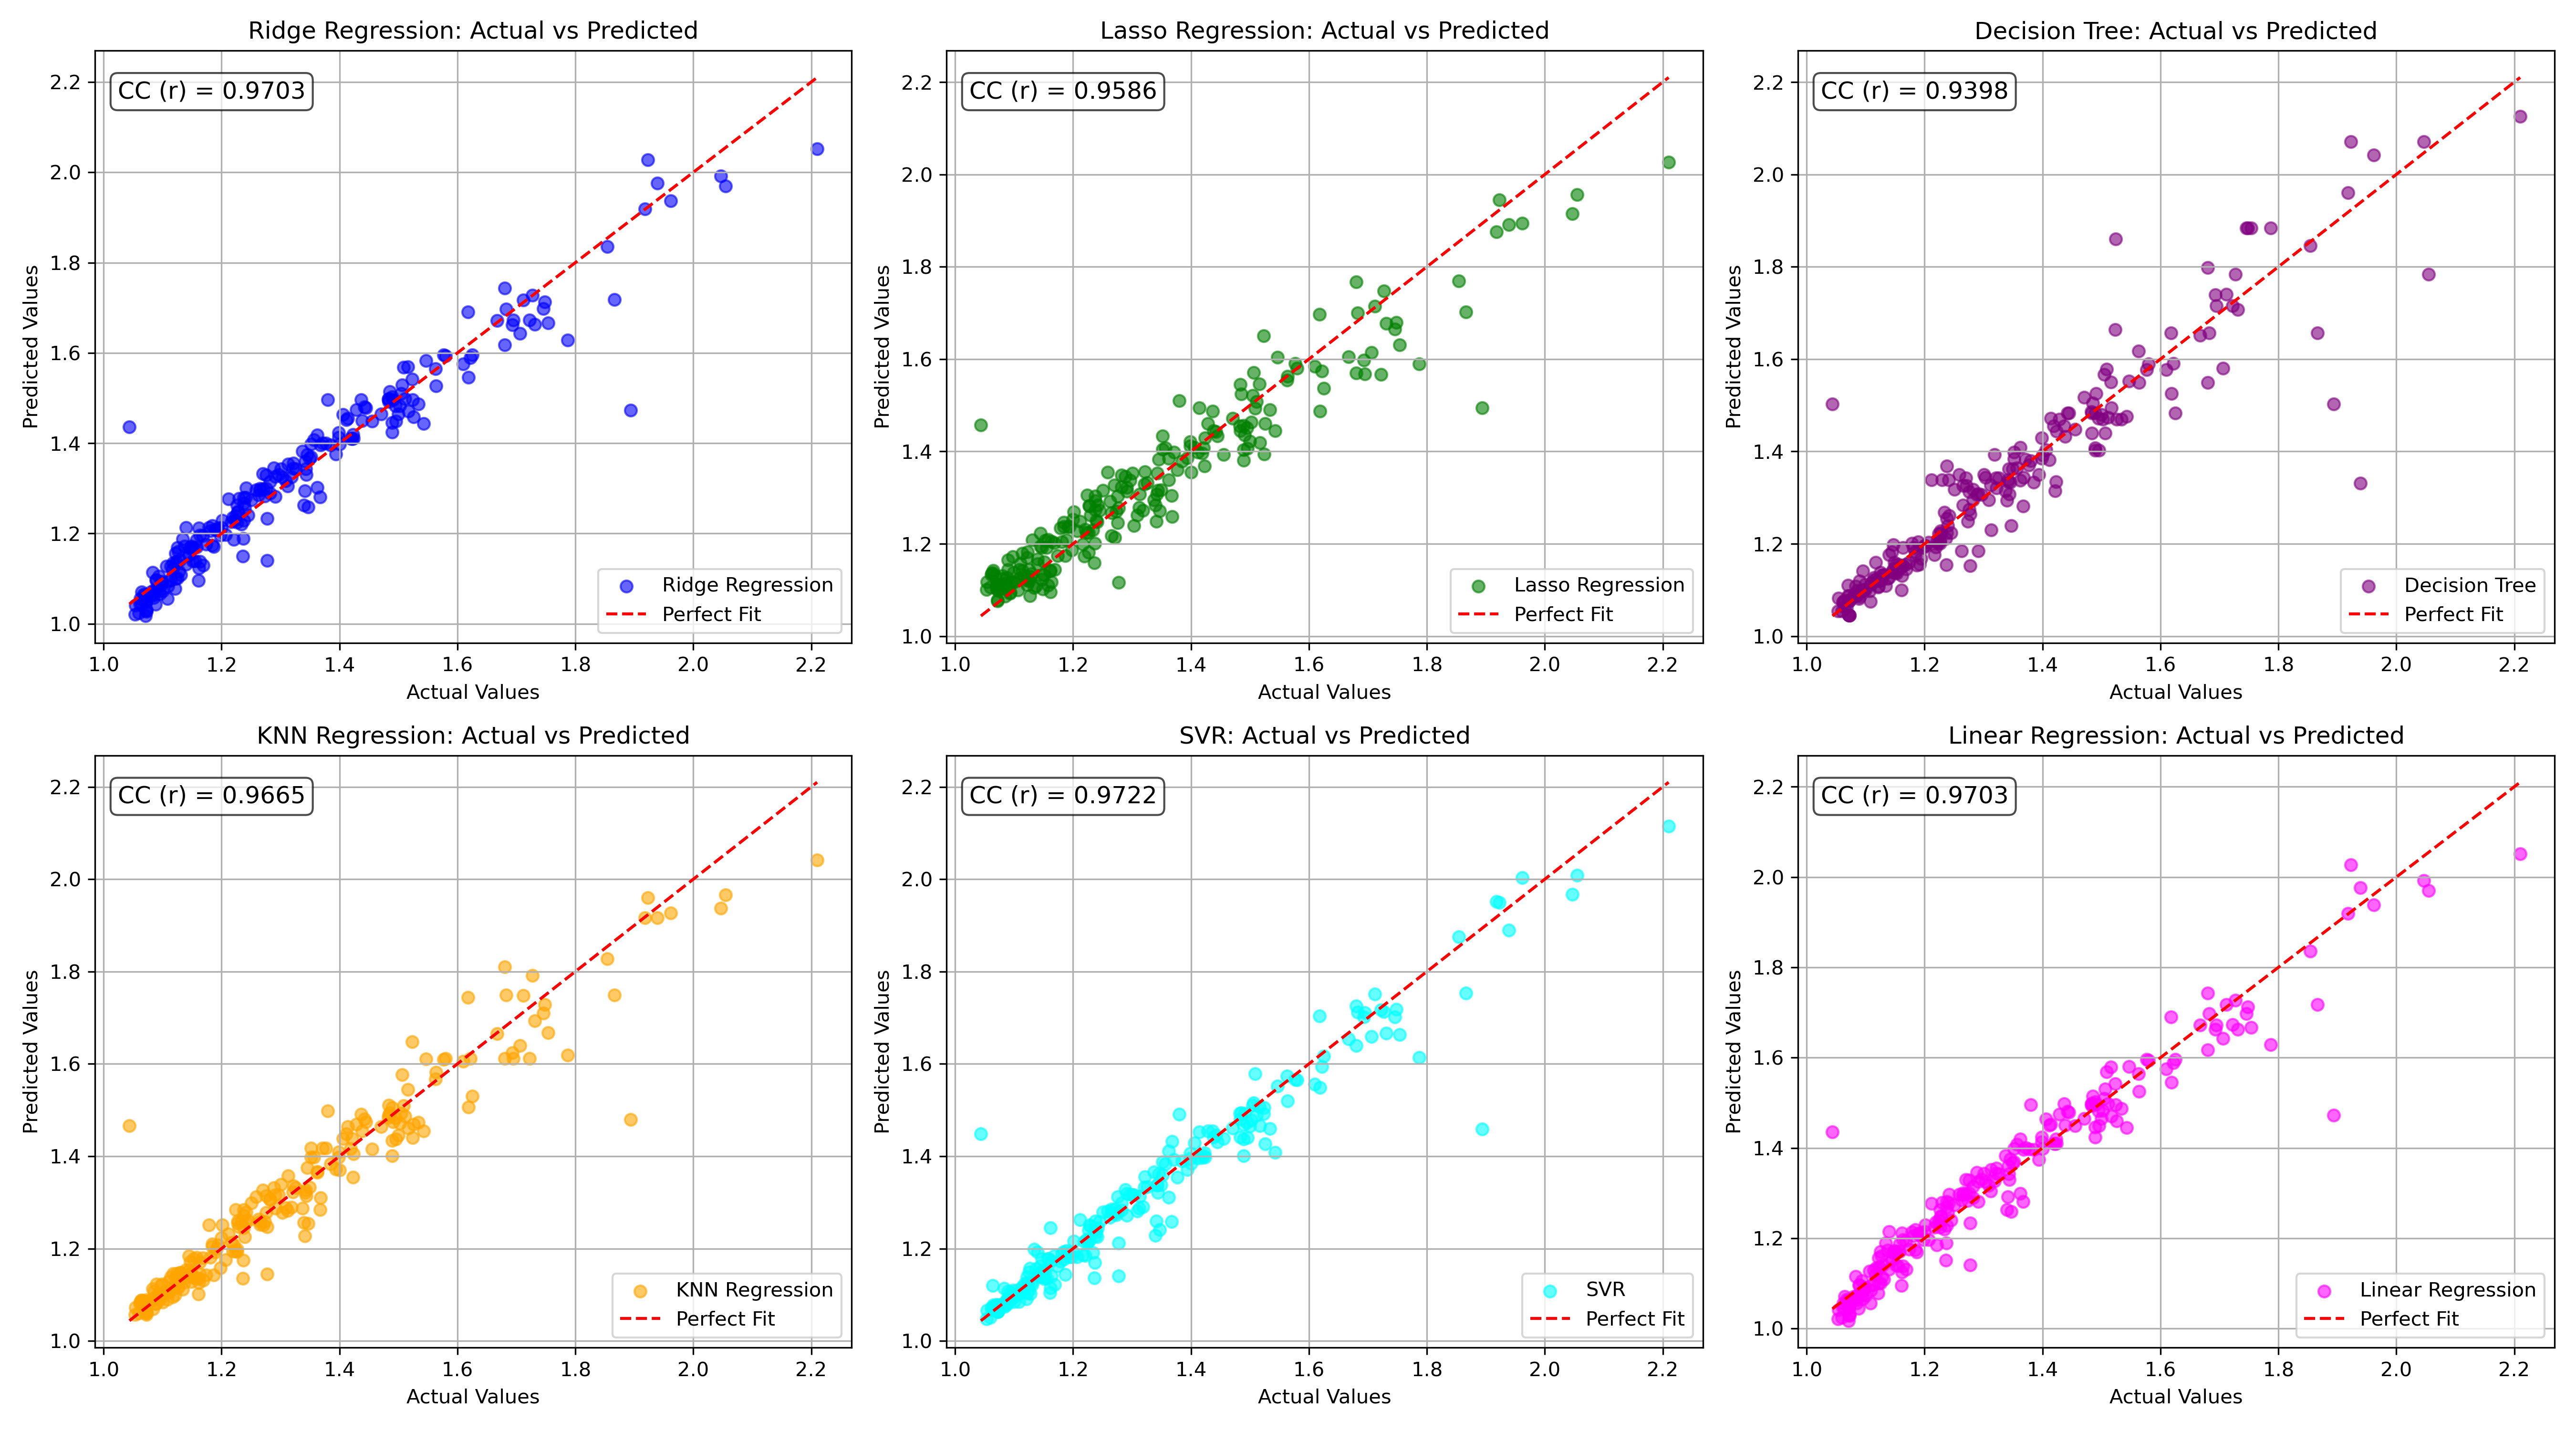 Ridge Regression: Actual vs Predicted
CC (r) = 0.9703
2.2
2.0
1.8
1.6
1.4
1.2
1.0
Predicted Values
1.0 1.2 1.4 1.6 1.8 2.0 2.2
Actual Values
Ridge Regression
Perfect Fit
Lasso Regression: Actual vs Predicted
CC (r) = 0.9586
2.2
2.0
1.8
1.6
1.4
1.2
1.0
Predicted Values
1.0 1.2 1.4 1.6 1.8 2.0 2.2
Actual Values
Lasso Regression
Perfect Fit
Decision Tree: Actual vs Predicted
CC (r) = 0.9398
2.2
2.0
1.8
1.6
1.4
1.2
1.0
Predicted Values
1.0 1.2 1.4 1.6 1.8 2.0 2.2
Actual Values
Decision Tree
Perfect Fit
KNN Regression: Actual vs Predicted
CC (r) = 0.9665
2.2
2.0
1.8
1.6
1.4
1.2
1.0
Predicted Values
1.0 1.2 1.4 1.6 1.8 2.0 2.2
Actual Values
KNN Regression
Perfect Fit
SVR: Actual vs Predicted
CC (r) = 0.9722
2.2
2.0
1.8
1.6
1.4
1.2
1.0
Predicted Values
1.0 1.2 1.4 1.6 1.8 2.0 2.2
Actual Values
SVR
Perfect Fit
Linear Regression: Actual vs Predicted
CC (r) = 0.9703
2.2
2.0
1.8
1.6
1.4
1.2
1.0
Predicted Values
1.0 1.2 1.4 1.6 1.8 2.0 2.2
Actual Values
Linear Regression
Perfect Fit